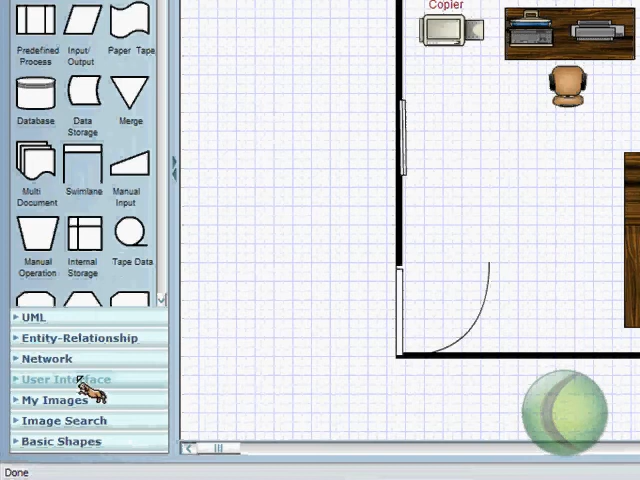 Copier
Predefined Process
Input/ Output
Paper Tape
Database
Data Storage
Merge
Multi Document
Swimlane
Manual Input
Manual Operation
Internal Storage
Tape Data
UML
Entity-Relationship
Network
User Interface
My Images
Image Search
Basic Shapes
Done